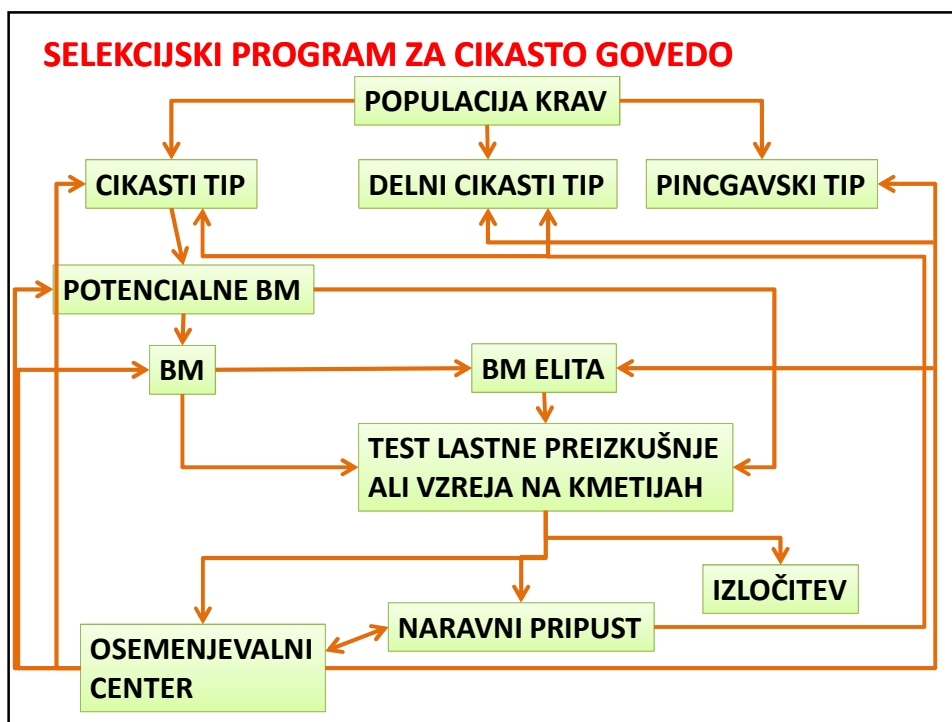 SELEKCIJSKI PROGRAM ZA CIKASTO GOVEDO
POPULACIJA KRAV
CIKASTI TIP
DELNI CIKASTI TIP
PINCGAVSKI TIP
POTENCIALNE BM
BM
BM ELITA
TEST LASTNE PREIZKUŠNJE
ALI VZREJA NA KMETIJAH
IZLOČITEV
NARAVNI PRIPUST
OSEMENJEVALNI
CENTER